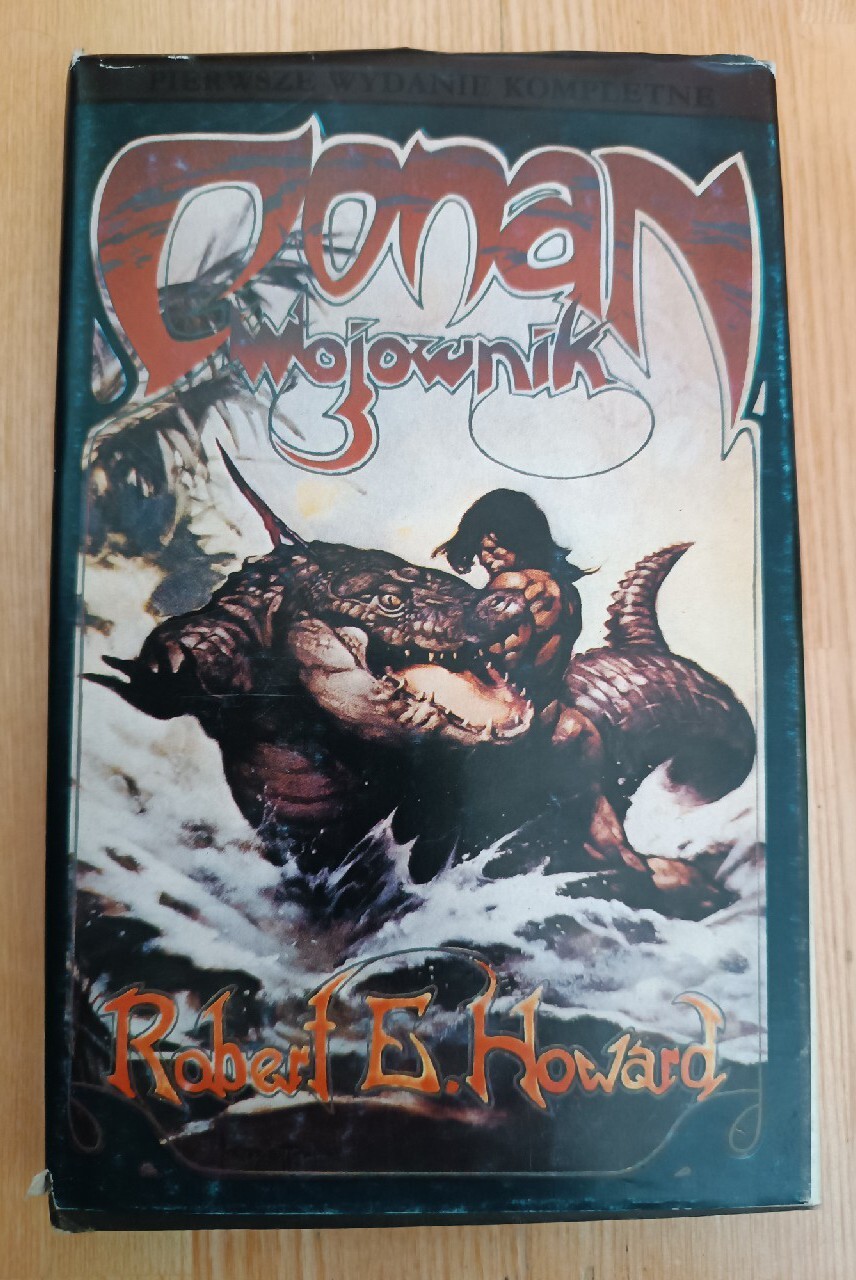 PIERWSZE WYDANIE KOMPLETNE
Conan
Wojownik
Robert E. Howard